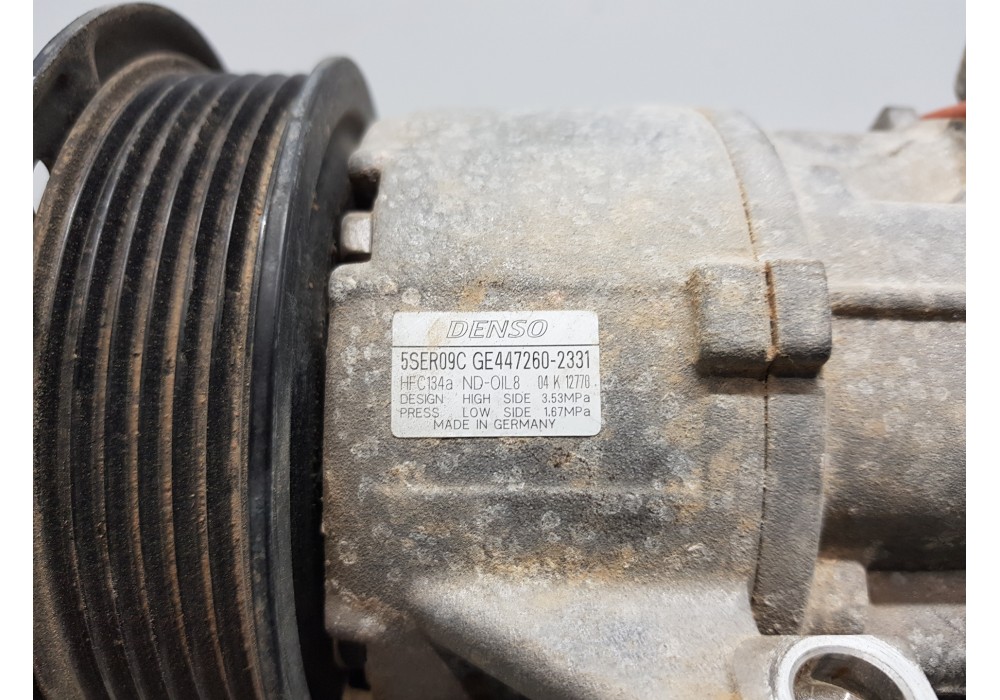 DENSO
5SER09C GE447260-2331
HFC134a ND-OIL8 04 K 12770
DESIGN HIGH SIDE 3.53MPa
PRESS LOW SIDE 1.67MPa
MADE IN GERMANY